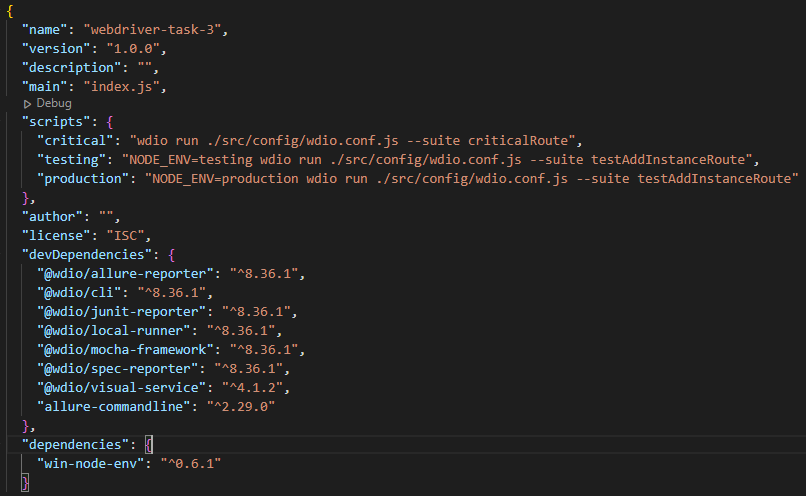 {
"name": "webdriver-task-3",
"version": "1.0.0",
"description": "",
"main": "index.js",
Debug
"scripts": {
"critical": "wdio run ./src/config/wdio.conf.js --suite criticalRoute",
"testing": "NODE_ENV=testing wdio run ./src/config/wdio.conf.js --suite testAddInstanceRoute",
"production": "NODE_ENV=production wdio run ./src/config/wdio.conf.js --suite testAddInstanceRoute"
},
"author": "",
"license": "ISC",
"devDependencies": {
"@wdio/allure-reporter": "^8.36.1",
"@wdio/cli": "^8.36.1",
"@wdio/junit-reporter": "^8.36.1",
"@wdio/local-runner": "^8.36.1",
"@wdio/mocha-framework": "^8.36.1",
"@wdio/spec-reporter": "^8.36.1",
"@wdio/visual-service": "^4.1.2",
"allure-commandline": "^2.29.0"
},
"dependencies": {
"win-node-env": "^0.6.1"
}